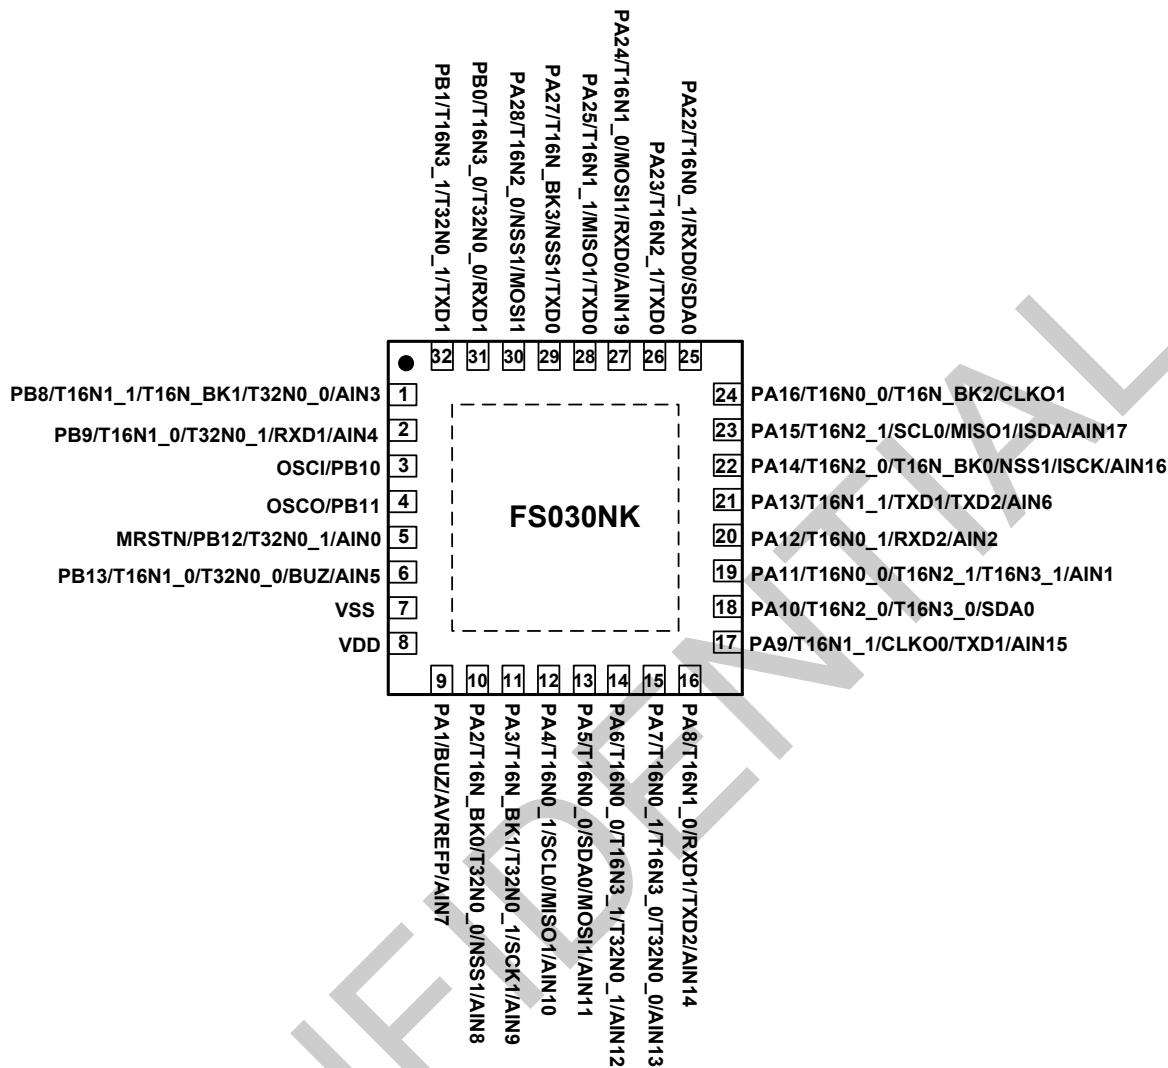 PB1/T16N3_1/T32N0_1/TXD1
PB0/T16N3_0/T32N0_0/RXD1
PA28/T16N2_0/NSS1/MOSI1
PA27/T16N_BK3/NSS1/TXD0
PA25/T16N1_1/MISO1/TXD0
PA24/T16N1_0/MOSI1/RXD0/AIN19
PA23/T16N2_1/TXD0
PA22/T16N0_1/RXD0/SDA0
32 31 30 29 28 27 26 25
PB8/T16N1_1/T16N_BK1/T32N0_0/AIN3 1
PB9/T16N1_0/T32N0_1/RXD1/AIN4 2
OSCI/PB10 3
OSCO/PB11 4
MRSTN/PB12/T32N0_1/AIN0 5
PB13/T16N1_0/T32N0_0/BUZ/AIN5 6
VSS 7
VDD 8
FS030NK
24 PA16/T16N0_0/T16N_BK2/CLKO1
23 PA15/T16N2_1/SCL0/MISO1/ISDA/AIN17
22 PA14/T16N2_0/T16N_BK0/NSS1/ISCK/AIN16
21 PA13/T16N1_1/TXD1/TXD2/AIN6
20 PA12/T16N0_1/RXD2/AIN2
19 PA11/T16N0_0/T16N2_1/T16N3_1/AIN1
18 PA10/T16N2_0/T16N3_0/SDA0
17 PA9/T16N1_1/CLKO0/TXD1/AIN15
9 10 11 12 13 14 15 16
PA1/BUZ/AVREFP/AIN7
PA2/T16N_BK0/T32N0_0/NSS1/AIN8
PA3/T16N_BK1/T32N0_1/SCK1/AIN9
PA4/T16N0_1/SCL0/MISO1/AIN10
PA5/T16N0_0/SDA0/MOSI1/AIN11
PA6/T16N0_0/T16N3_1/T32N0_1/AIN12
PA7/T16N0_1/T16N3_0/T32N0_0/AIN13
PA8/T16N1_0/RXD1/TXD2/AIN14
FIDENTIAL